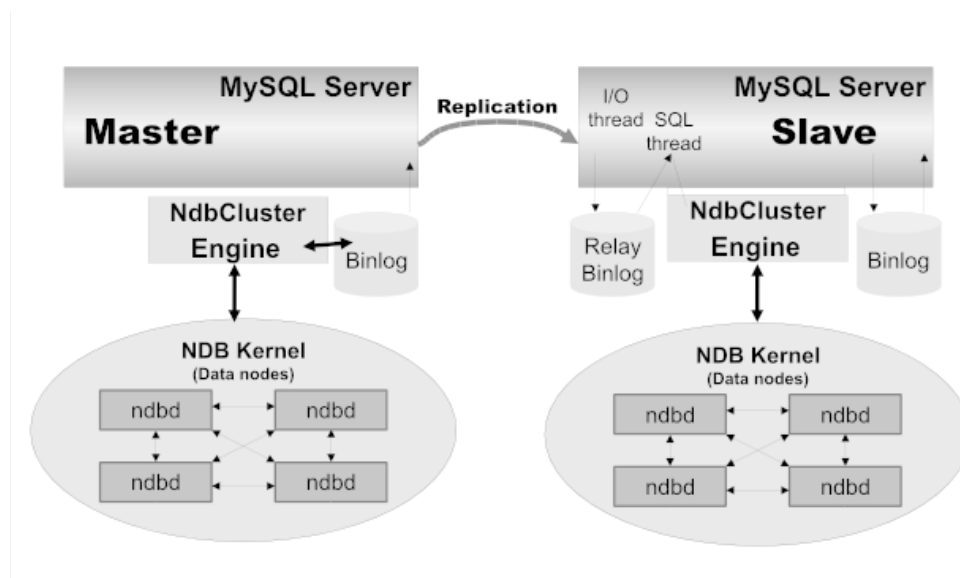 MySQL Server
Master
Replication
MySQL Server
Slave
I/O
thread
SQL
thread
NdbCluster
Engine
Binlog
Relay
Binlog
NdbCluster
Engine
Binlog
NDB Kernel
(Data nodes)
ndbd
ndbd
ndbd
ndbd
NDB Kernel
(Data nodes)
ndbd
ndbd
ndbd
ndbd